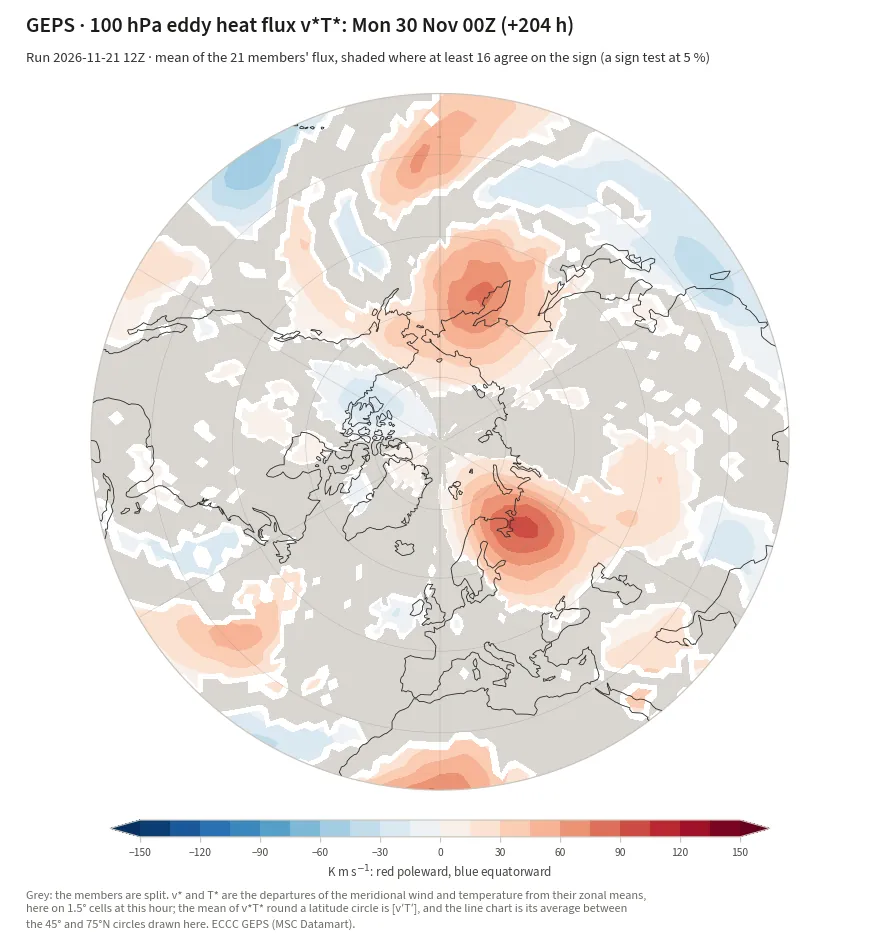 GEPS · 100 hPa eddy heat flux v*T*: Mon 30 Nov 00Z (+204 h)
Run 2026-11-21 12Z · mean of the 21 members' flux, shaded where at least 16 agree on the sign (a sign test at 5 %)
−150 −120 −90 −60 −30 0 30 60 90 120 150
K m s⁻¹: red poleward, blue equatorward
Grey: the members are split. v* and T* are the departures of the meridional wind and temperature from their zonal means,
here on 1.5° cells at this hour; the mean of v*T* round a latitude circle is [v′T′], and the line chart is its average between
the 45° and 75°N circles drawn here. ECCC GEPS (MSC Datamart).